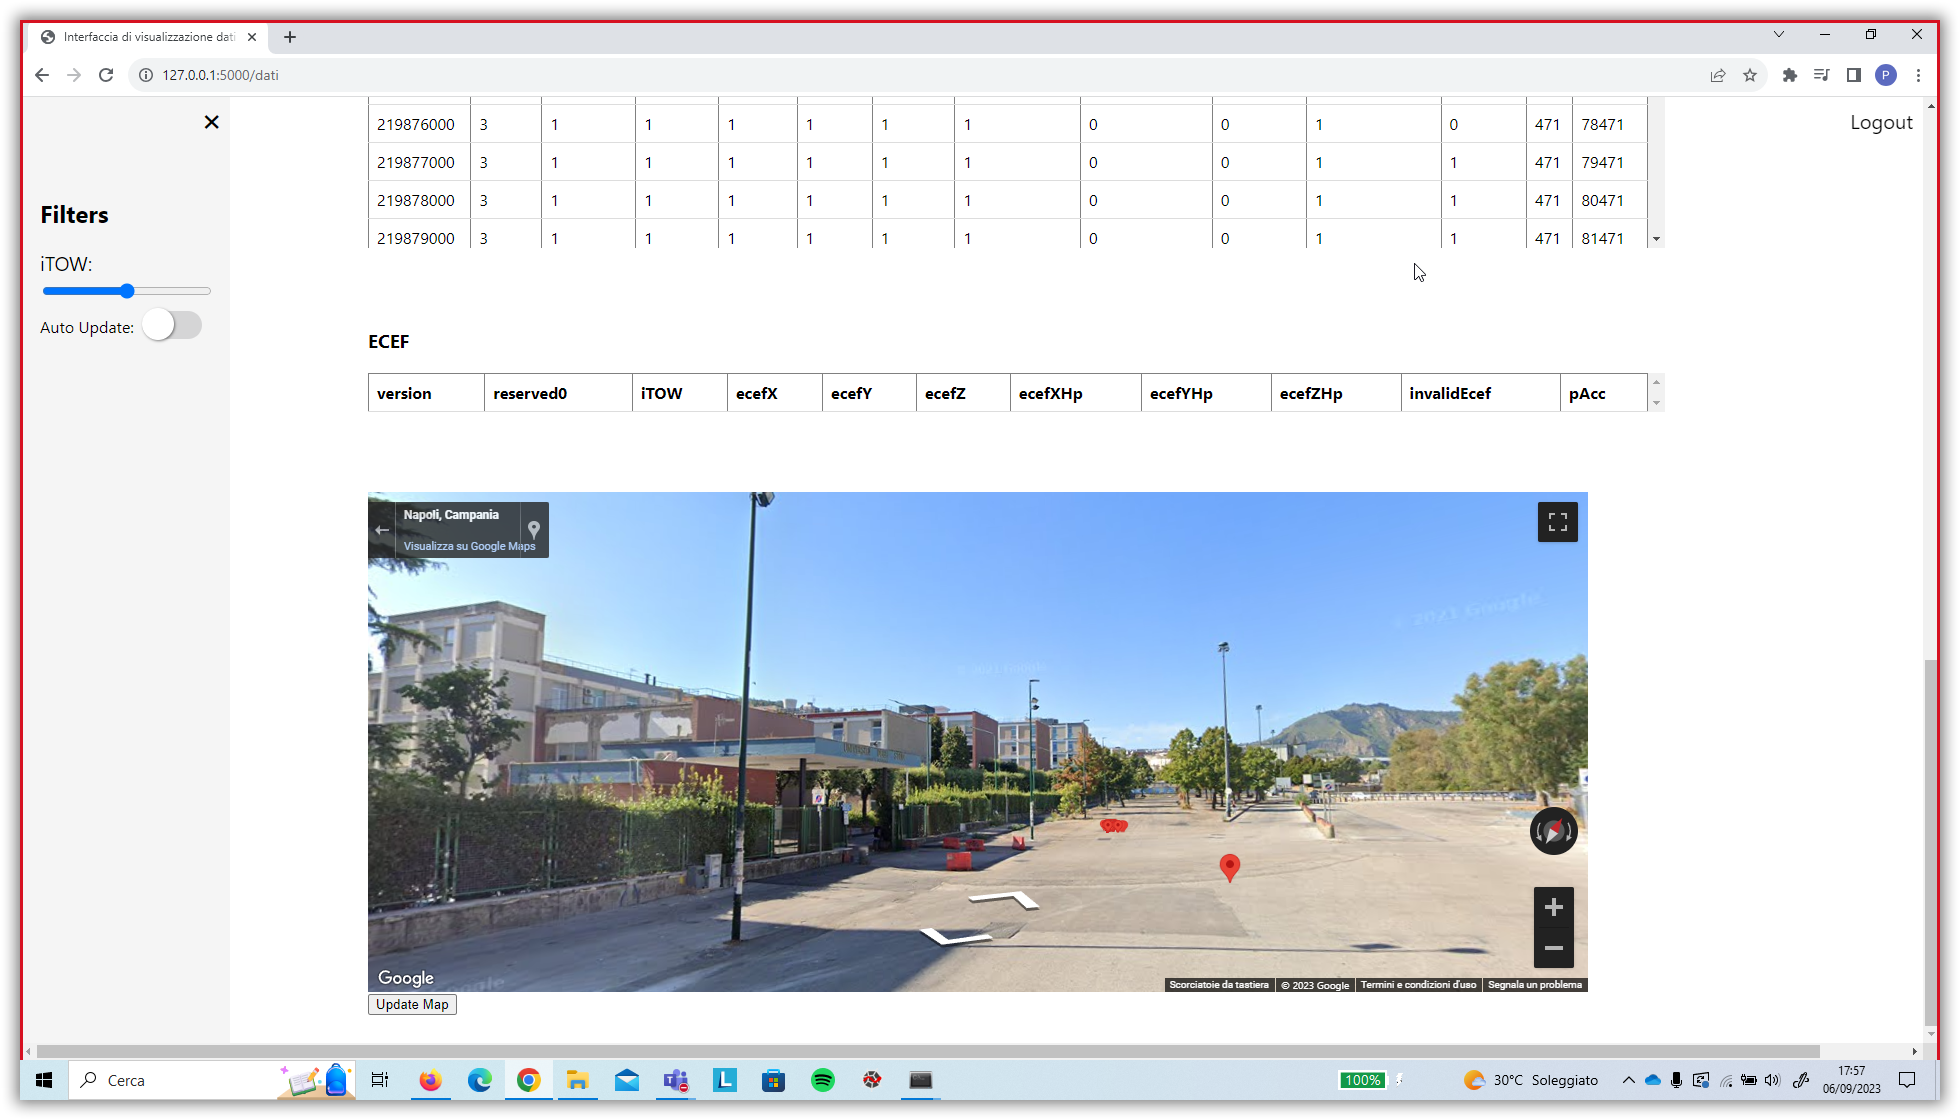 Interfaccia di visualizzazione dati
127.0.0.1:5000/dati
P
Logout
Filters
iTOW:
Auto Update:
219876000 3 1 1 1 1 1 1 0 0 1 0 471 78471
219877000 3 1 1 1 1 1 1 0 0 1 1 471 79471
219878000 3 1 1 1 1 1 1 0 0 1 1 471 80471
219879000 3 1 1 1 1 1 1 0 0 1 1 471 81471
ECEF
version reserved0 iTOW ecefX ecefY ecefZ ecefXHp ecefYHp ecefZHp invalidEcef pAcc
Napoli, Campania
Visualizza su Google Maps
© 2021 Google
© 2021 Google
Google
Scorciatoie da tastiera © 2023 Google Termini e condizioni d'uso Segnala un problema
Update Map
Cerca
L
100%
30°C Soleggiato
17:57
06/09/2023